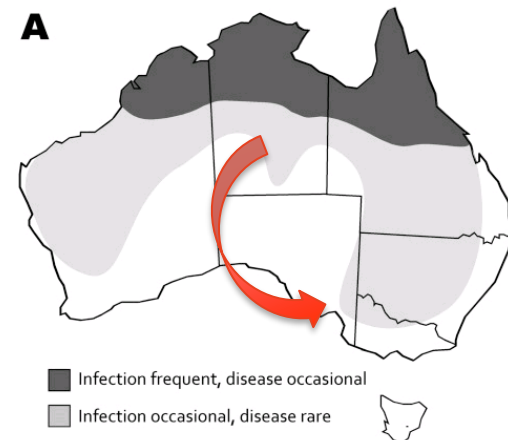 A
Infection frequent, disease occasional
Infection occasional, disease rare